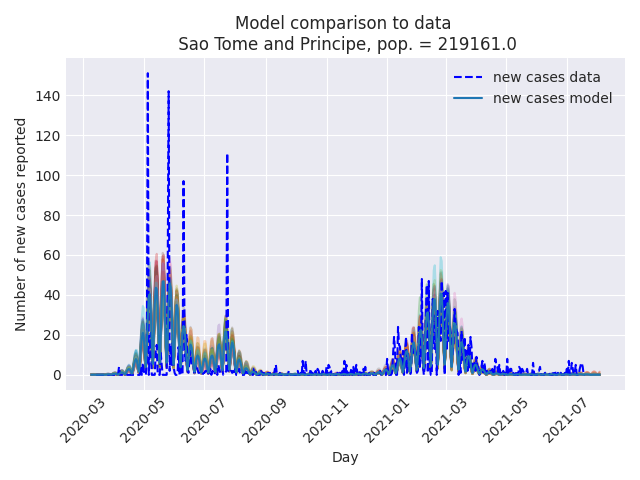 Model comparison to data
Sao Tome and Principe, pop. = 219161.0
new cases data
new cases model
Number of new cases reported
140
120
100
80
60
40
20
0
2020-03
2020-05
2020-07
2020-09
2020-11
2021-01
2021-03
2021-05
2021-07
Day